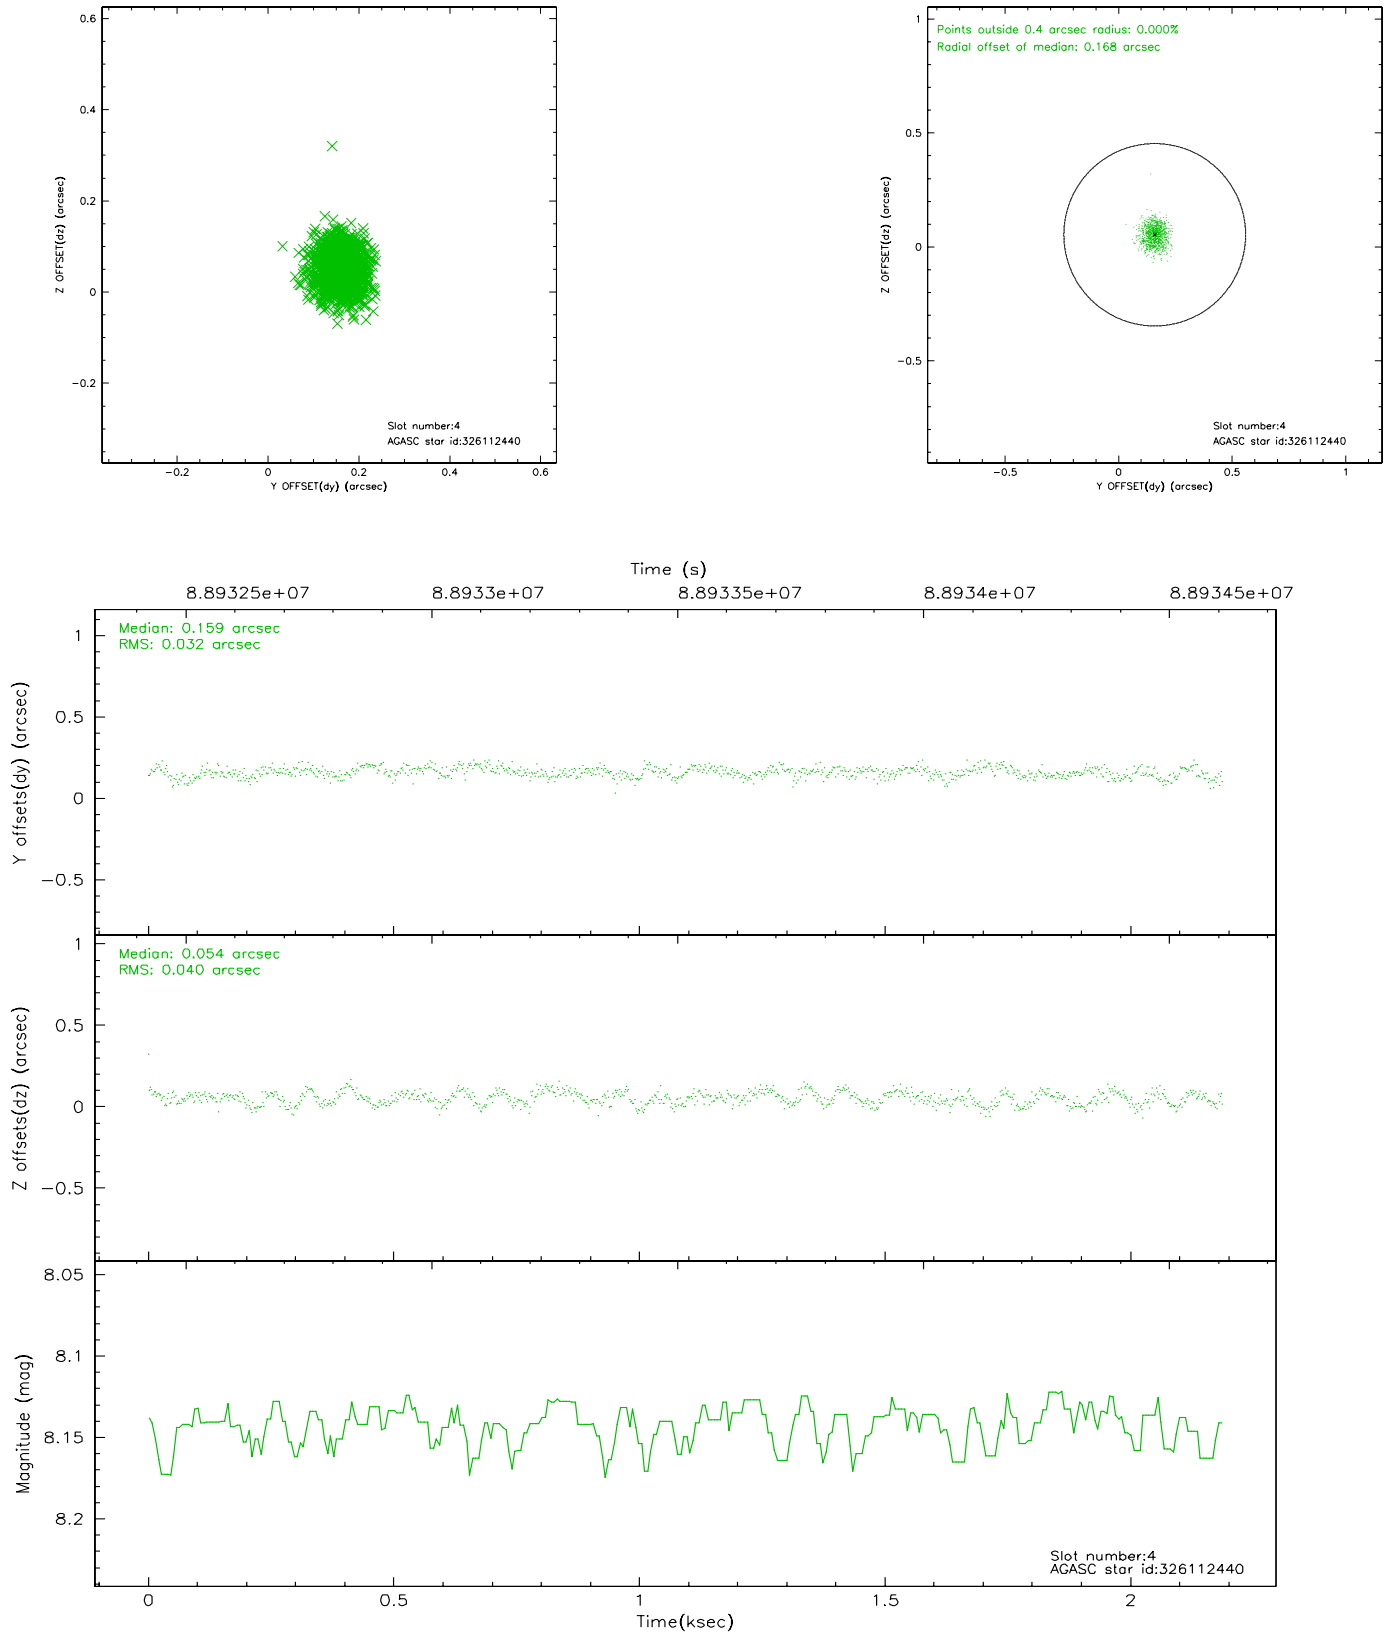 0.6
0.4
0.2
0
−0.2
Z OFFSET(dz) (arcsec)
Slot number:4
AGASC star id:326112440
−0.2
0
0.2
0.4
0.6
Y OFFSET(dy) (arcsec)
Points outside 0.4 arcsec radius: 0.000%
Radial offset of median: 0.168 arcsec
1
0.5
0
−0.5
Z OFFSET(dz) (arcsec)
Slot number:4
AGASC star id:326112440
−0.5
0
0.5
1
Y OFFSET(dy) (arcsec)
Time (s)
8.89325e+07
8.8933e+07
8.89335e+07
8.8934e+07
8.89345e+07
Median: 0.159 arcsec
RMS: 0.032 arcsec
1
0.5
0
−0.5
Y offsets(dy) (arcsec)
Median: 0.054 arcsec
RMS: 0.040 arcsec
1
0.5
0
−0.5
Z offsets(dz) (arcsec)
8.05
8.1
8.15
8.2
Magnitude (mag)
Slot number:4
AGASC star id:326112440
0
0.5
1
1.5
2
Time(ksec)